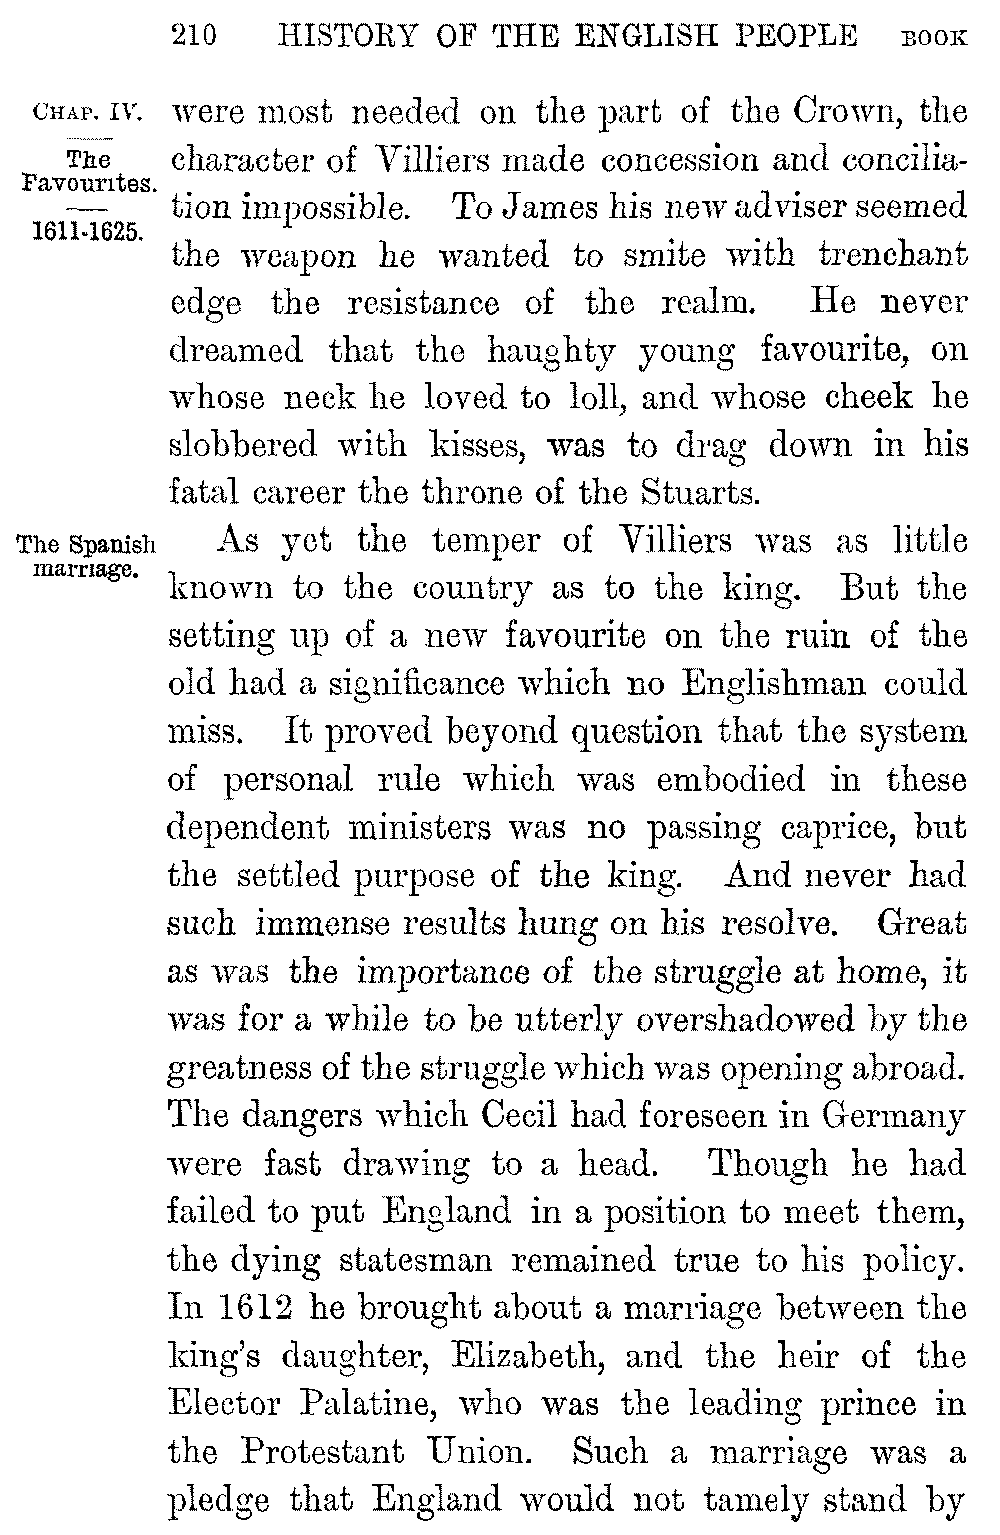 210 HISTORY OF THE ENGLISH PEOPLE BOOK
CHAP. IV.
The
Favourites.
1611-1625.
were most needed on the part of the Crown, the
character of Villiers made concession and concilia-
tion impossible. To James his new adviser seemed
the weapon he wanted to smite with trenchant
edge the resistance of the realm. He never
dreamed that the haughty young favourite, on
whose neck he loved to loll, and whose cheek he
slobbered with kisses, was to drag down in his
fatal career the throne of the Stuarts.
The Spanish
marriage.
As yet the temper of Villiers was as little
known to the country as to the king. But the
setting up of a new favourite on the ruin of the
old had a significance which no Englishman could
miss. It proved beyond question that the system
of personal rule which was embodied in these
dependent ministers was no passing caprice, but
the settled purpose of the king. And never had
such immense results hung on his resolve. Great
as was the importance of the struggle at home, it
was for a while to be utterly overshadowed by the
greatness of the struggle which was opening abroad.
The dangers which Cecil had foreseen in Germany
were fast drawing to a head. Though he had
failed to put England in a position to meet them,
the dying statesman remained true to his policy.
In 1612 he brought about a marriage between the
king's daughter, Elizabeth, and the heir of the
Elector Palatine, who was the leading prince in
the Protestant Union. Such a marriage was a
pledge that England would not tamely stand by